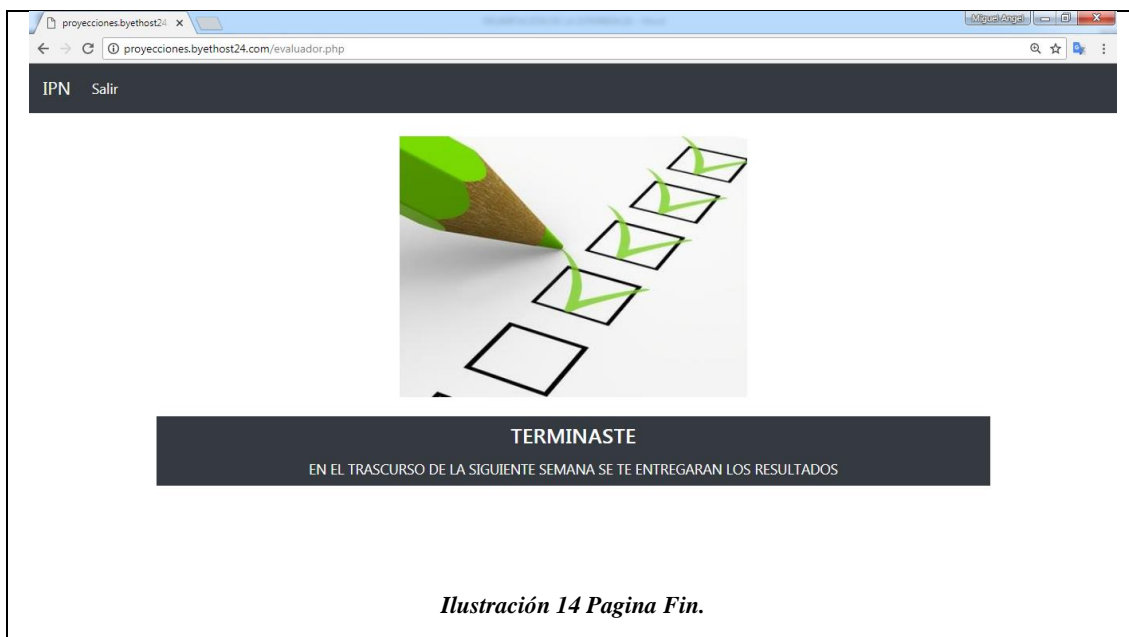 proyecciones.byethost24
Miguel Angel
proyecciones.byethost24.com/evaluador.php
IPN Salir
TERMINASTE
EN EL TRASCURSO DE LA SIGUIENTE SEMANA SE TE ENTREGARAN LOS RESULTADOS
Ilustración 14 Pagina Fin.